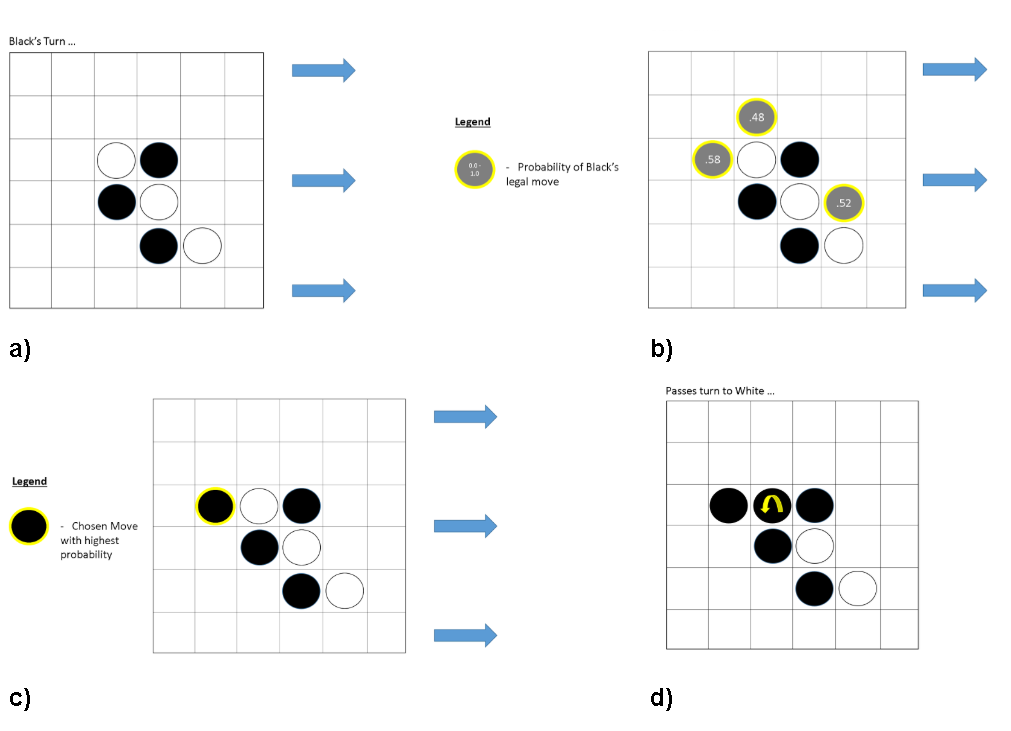 Black's Turn ...
Legend
0.0 -
1.0
- Probability of Black's
legal move
.48
.58
.52
a)
b)
Legend
- Chosen Move
with highest
probability
Passes turn to White ...
c)
d)